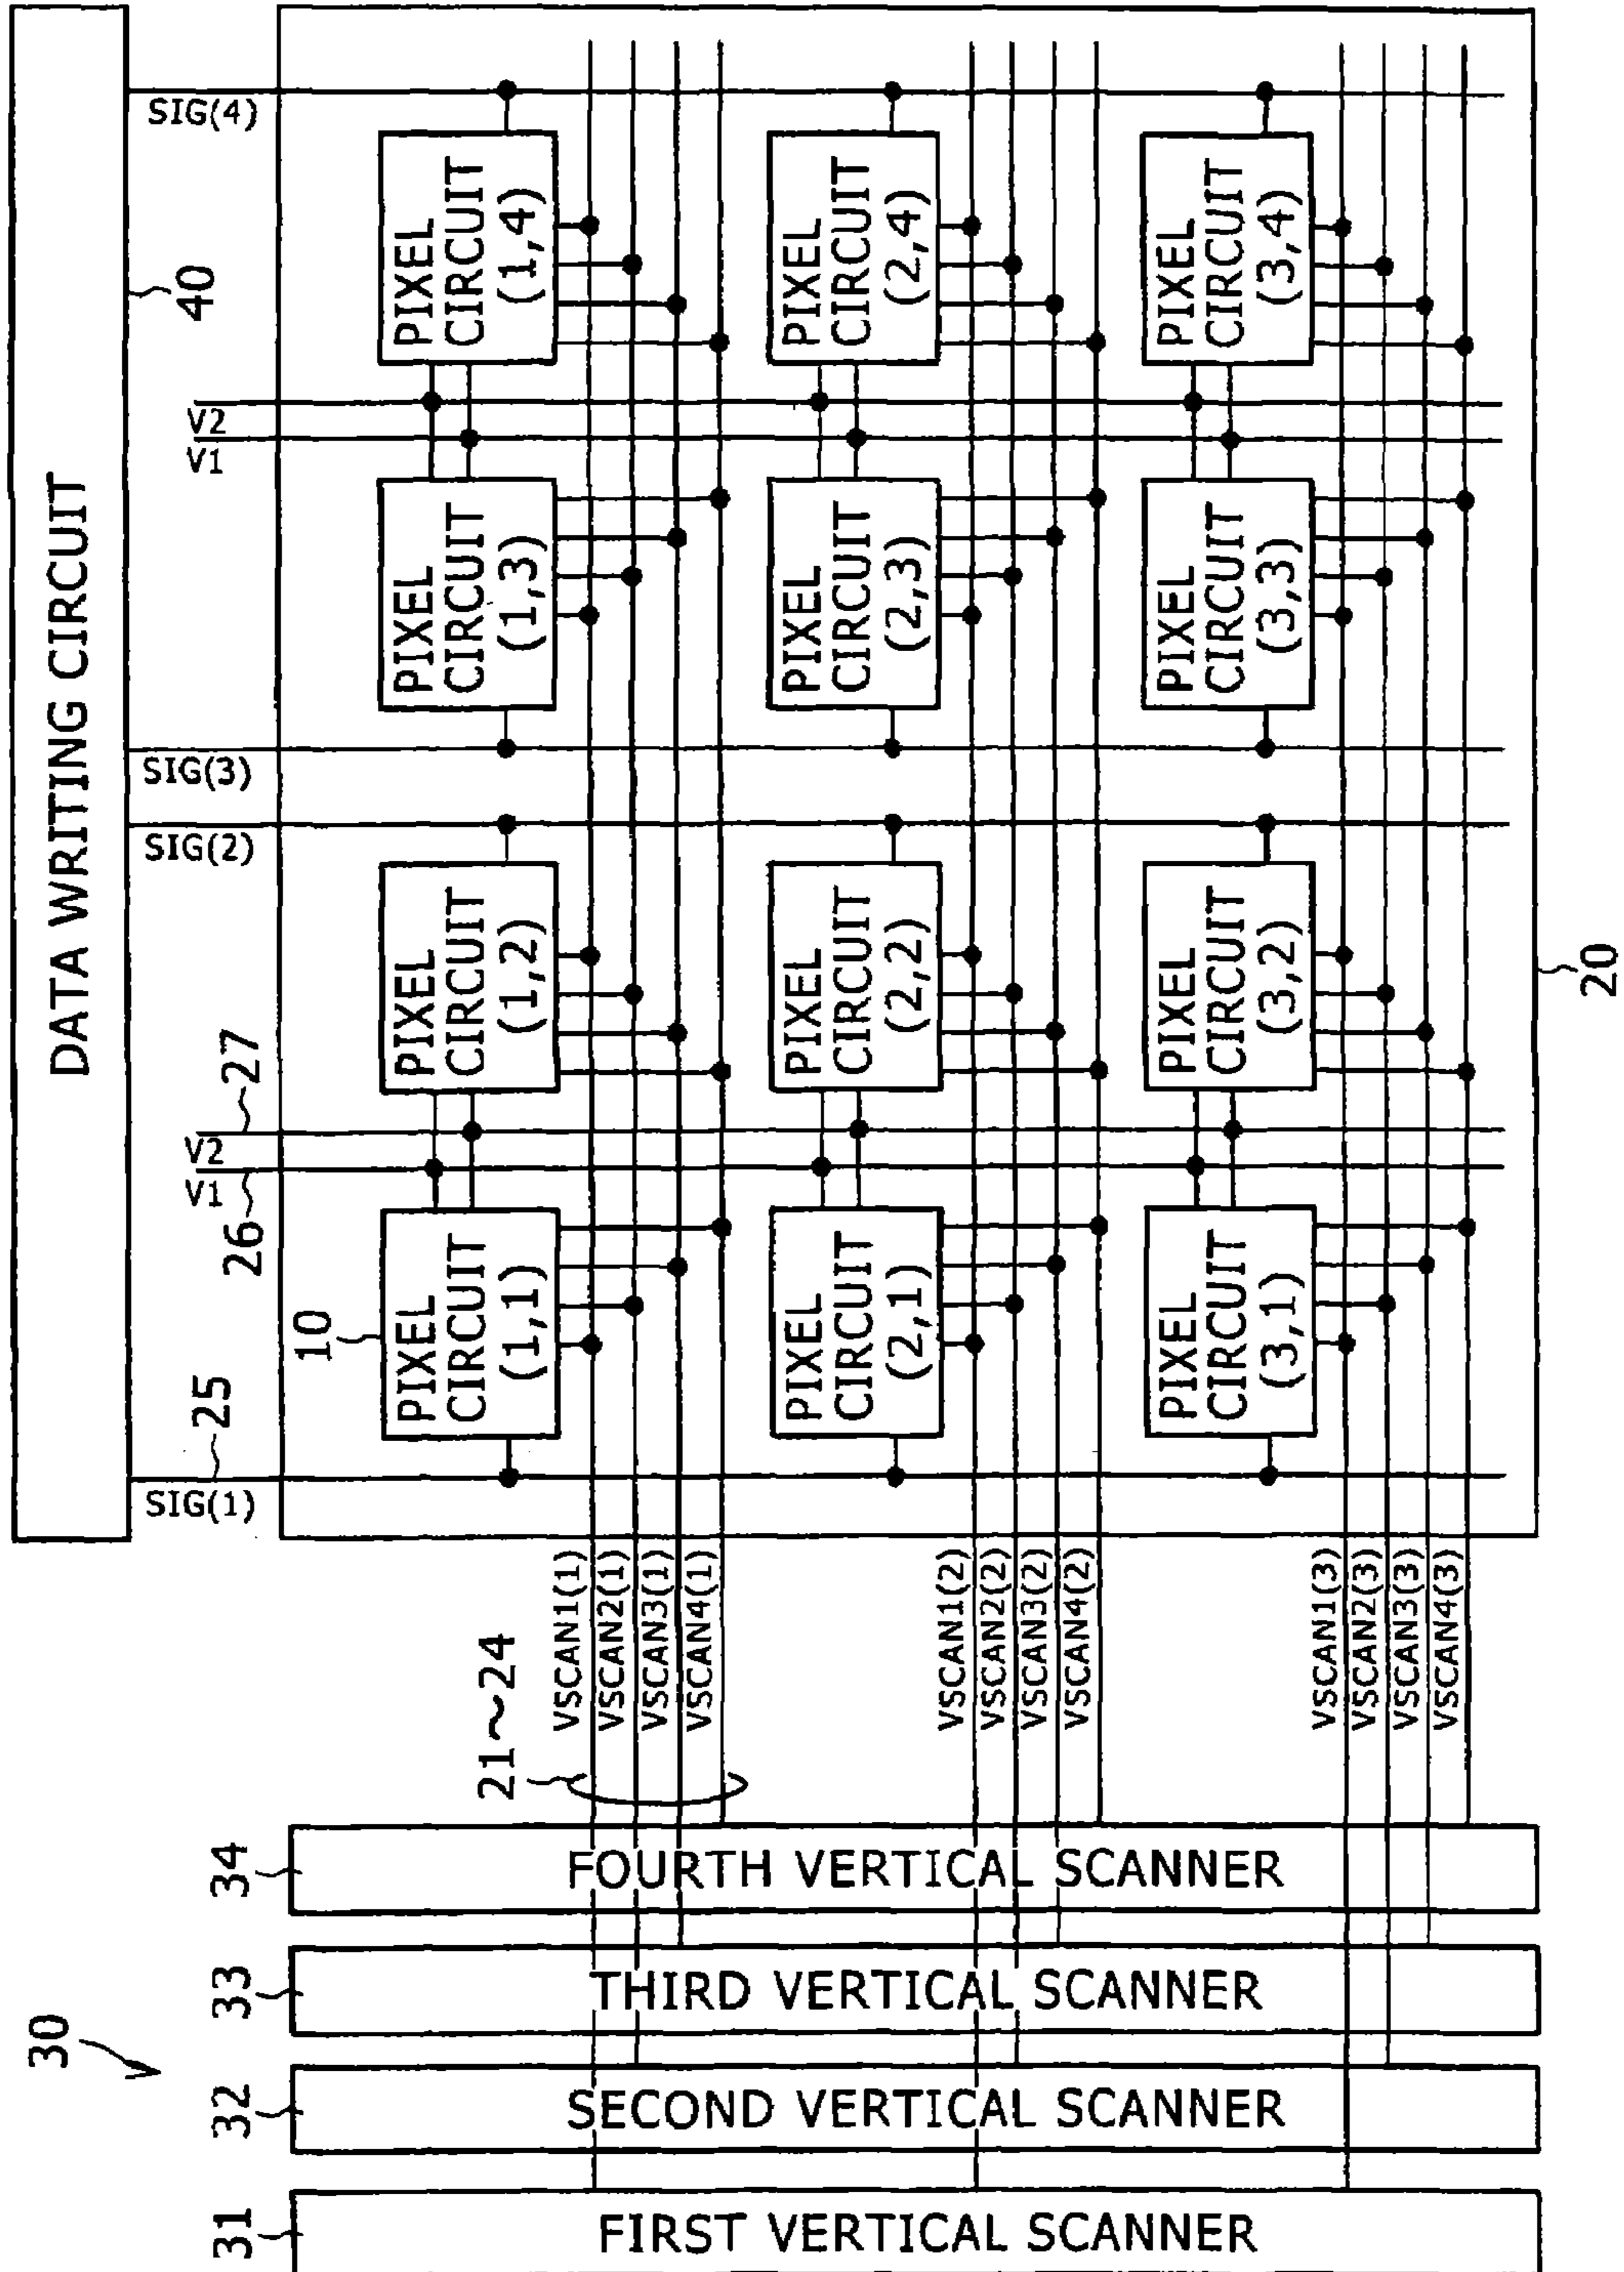 30
DATA WRITING CIRCUIT
40
SIG(1)
25
V1
V2
SIG(2)
SIG(3)
V1
V2
SIG(4)
26
27
31
32
33
34
10
FIRST VERTICAL SCANNER
SECOND VERTICAL SCANNER
THIRD VERTICAL SCANNER
FOURTH VERTICAL SCANNER
21~24
PIXEL
CIRCUIT
(1,1)
PIXEL
CIRCUIT
(1,2)
PIXEL
CIRCUIT
(1,3)
PIXEL
CIRCUIT
(1,4)
VSCAN1(1)
VSCAN2(1)
VSCAN3(1)
VSCAN4(1)
PIXEL
CIRCUIT
(2,1)
PIXEL
CIRCUIT
(2,2)
PIXEL
CIRCUIT
(2,3)
PIXEL
CIRCUIT
(2,4)
VSCAN1(2)
VSCAN2(2)
VSCAN3(2)
VSCAN4(2)
PIXEL
CIRCUIT
(3,1)
PIXEL
CIRCUIT
(3,2)
PIXEL
CIRCUIT
(3,3)
PIXEL
CIRCUIT
(3,4)
VSCAN1(3)
VSCAN2(3)
VSCAN3(3)
VSCAN4(3)
20